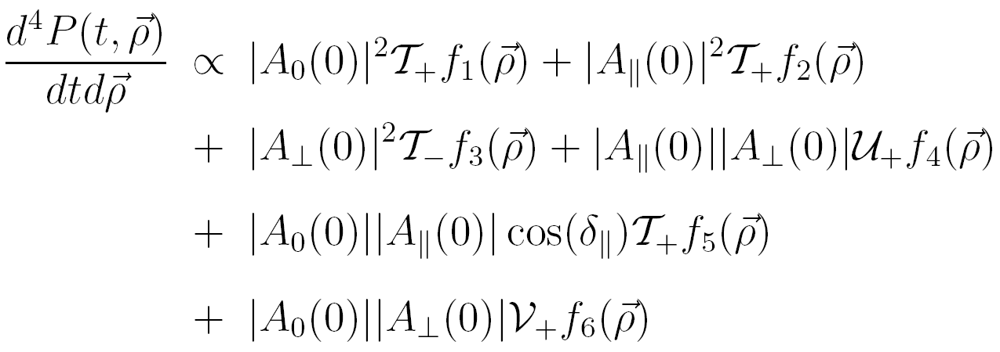 \frac{d^4 P(t, \vec{\rho})}{dt d\vec{\rho}} \propto |A_0(0)|^2 \mathcal{T}_+ f_1(\vec{\rho}) + |A_\parallel(0)|^2 \mathcal{T}_+ f_2(\vec{\rho})
+ |A_\perp(0)|^2 \mathcal{T}_- f_3(\vec{\rho}) + |A_\parallel(0)||A_\perp(0)| \mathcal{U}_+ f_4(\vec{\rho})
+ |A_0(0)||A_\parallel(0)| \cos(\delta_\parallel) \mathcal{T}_+ f_5(\vec{\rho})
+ |A_0(0)||A_\perp(0)| \mathcal{V}_+ f_6(\vec{\rho})